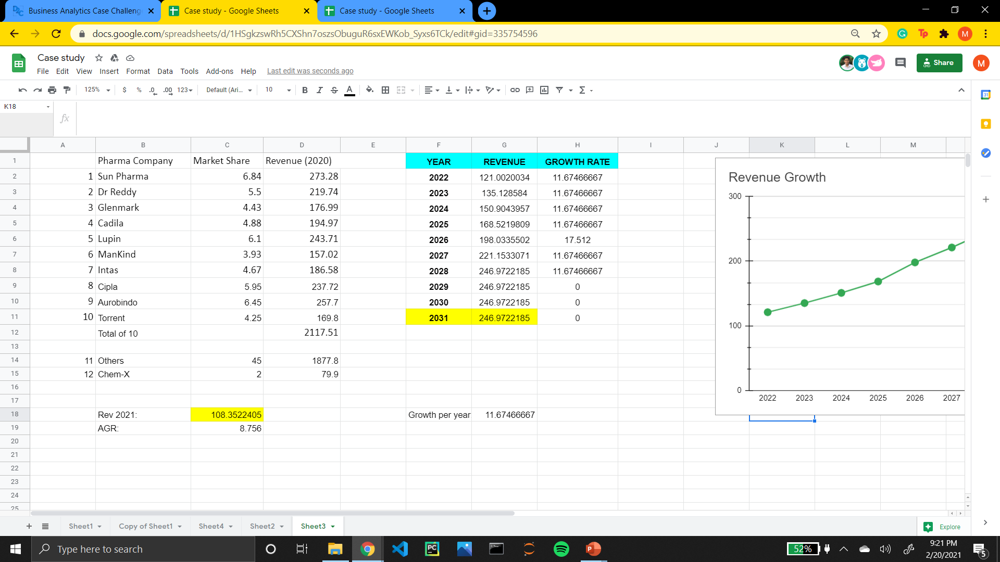 Business Analytics Case Challeng
Case study - Google Sheets
Case study - Google Sheets
docs.google.com/spreadsheets/d/1HSgkzswRh5CXShn7oszsObuguR6sxEWKob_Syxs6TCk/edit#gid=335754596
Case study
File Edit View Insert Format Data Tools Add-ons Help Last edit was seconds ago
Share
M
125% $ % .0 .00 123 Default (Ari... 10 B I S A
K18
fx
A B C D E F G H I J K L M
1 Pharma Company Market Share Revenue (2020) YEAR REVENUE GROWTH RATE
2 1 Sun Pharma 6.84 273.28 2022 121.0020034 11.67466667
3 2 Dr Reddy 5.5 219.74 2023 135.128584 11.67466667
4 3 Glenmark 4.43 176.99 2024 150.9043957 11.67466667
5 4 Cadila 4.88 194.97 2025 168.5219809 11.67466667
6 5 Lupin 6.1 243.71 2026 198.0335502 17.512
7 6 ManKind 3.93 157.02 2027 221.1533071 11.67466667
8 7 Intas 4.67 186.58 2028 246.9722185 11.67466667
9 8 Cipla 5.95 237.72 2029 246.9722185 0
10 9 Aurobindo 6.45 257.7 2030 246.9722185 0
11 10 Torrent 4.25 169.8 2031 246.9722185 0
12 Total of 10 2117.51
13
14 11 Others 45 1877.8
15 12 Chem-X 2 79.9
16
17
18 Rev 2021: 108.3522405 Growth per year 11.67466667
19 AGR: 8.756
20
21
22
23
24
25
Revenue Growth
300
200
100
0
2022 2023 2024 2025 2026 2027
Sheet1 Copy of Sheet1 Sheet4 Sheet2 Sheet3
Explore
Type here to search
52%
9:21 PM
2/20/2021
5